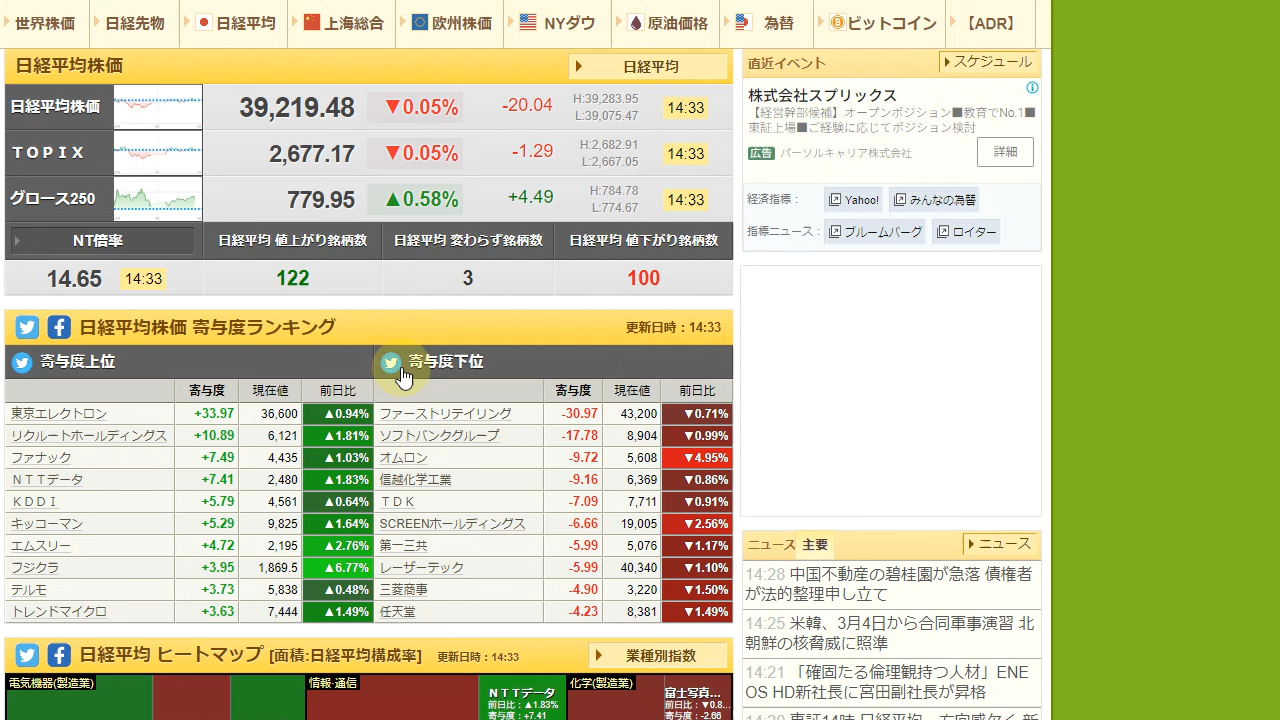 世界株価 日経先物 日経平均 上海総合 欧州株価 NYダウ 原油価格 為替 ビットコイン 【ADR】
日経平均株価 日経平均
日経平均株価 39,219.48 ▼0.05% -20.04 H:39,283.95 L:39,075.47 14:33
ＴＯＰＩＸ 2,677.17 ▼0.05% -1.29 H:2,682.91 L:2,667.05 14:33
グロース250 779.95 ▲0.58% +4.49 H:784.78 L:774.67 14:33
NT倍率 日経平均 値上がり銘柄数 日経平均 変わらず銘柄数 日経平均 値下がり銘柄数
14.65 14:33 122 3 100
日経平均株価 寄与度ランキング 更新日時：14:33
寄与度上位 寄与度下位
寄与度 現在値 前日比 寄与度 現在値 前日比
東京エレクトロン +33.97 36,600 ▲0.94% ファーストリテイリング -30.97 43,200 ▼0.71%
リクルートホールディングス +10.89 6,121 ▲1.81% ソフトバンクグループ -17.78 8,904 ▼0.99%
ファナック +7.49 4,435 ▲1.03% オムロン -9.72 5,608 ▼4.95%
ＮＴＴデータ +7.41 2,480 ▲1.83% 信越化学工業 -9.16 6,369 ▼0.86%
ＫＤＤＩ +5.79 4,561 ▲0.64% ＴＤＫ -7.09 7,711 ▼0.91%
キッコーマン +5.29 9,825 ▲1.64% SCREENホールディングス -6.66 19,005 ▼2.56%
エムスリー +4.72 2,195 ▲2.76% 第一三共 -5.99 5,076 ▼1.17%
フジクラ +3.95 1,869.5 ▲6.77% レーザーテック -5.99 40,340 ▼1.10%
テルモ +3.73 5,838 ▲0.48% 三菱商事 -4.90 3,220 ▼1.50%
トレンドマイクロ +3.63 7,444 ▲1.49% 任天堂 -4.23 8,381 ▼1.49%
日経平均 ヒートマップ [面積:日経平均構成率] 更新日時：14:33 業種別指数
電気機器(製造業) 情報·通信 化学(製造業)
ＮＴＴデータ 富士写真...
前日比：▲1.83% 前日比：▼0.8...
寄与度：+7.41 寄与度：-2.66
直近イベント スケジュール
株式会社スプリックス
【経営幹部候補】オープンポジション■教育でNo.1■
東証上場■ご経験に応じてポジション検討
広告 パーソルキャリア株式会社 詳細
経済指標： Yahoo! みんなの為替
指標ニュース： ブルームバーグ ロイター
ニュース 主要 ニュース
14:28 中国不動産の碧桂園が急落 債権者
が法的整理申し立て
14:25 米韓、3月4日から合同軍事演習 北
朝鮮の核脅威に照準
14:21 「確固たる倫理観持つ人材」ENE
OS HD新社長に宮田副社長が昇格